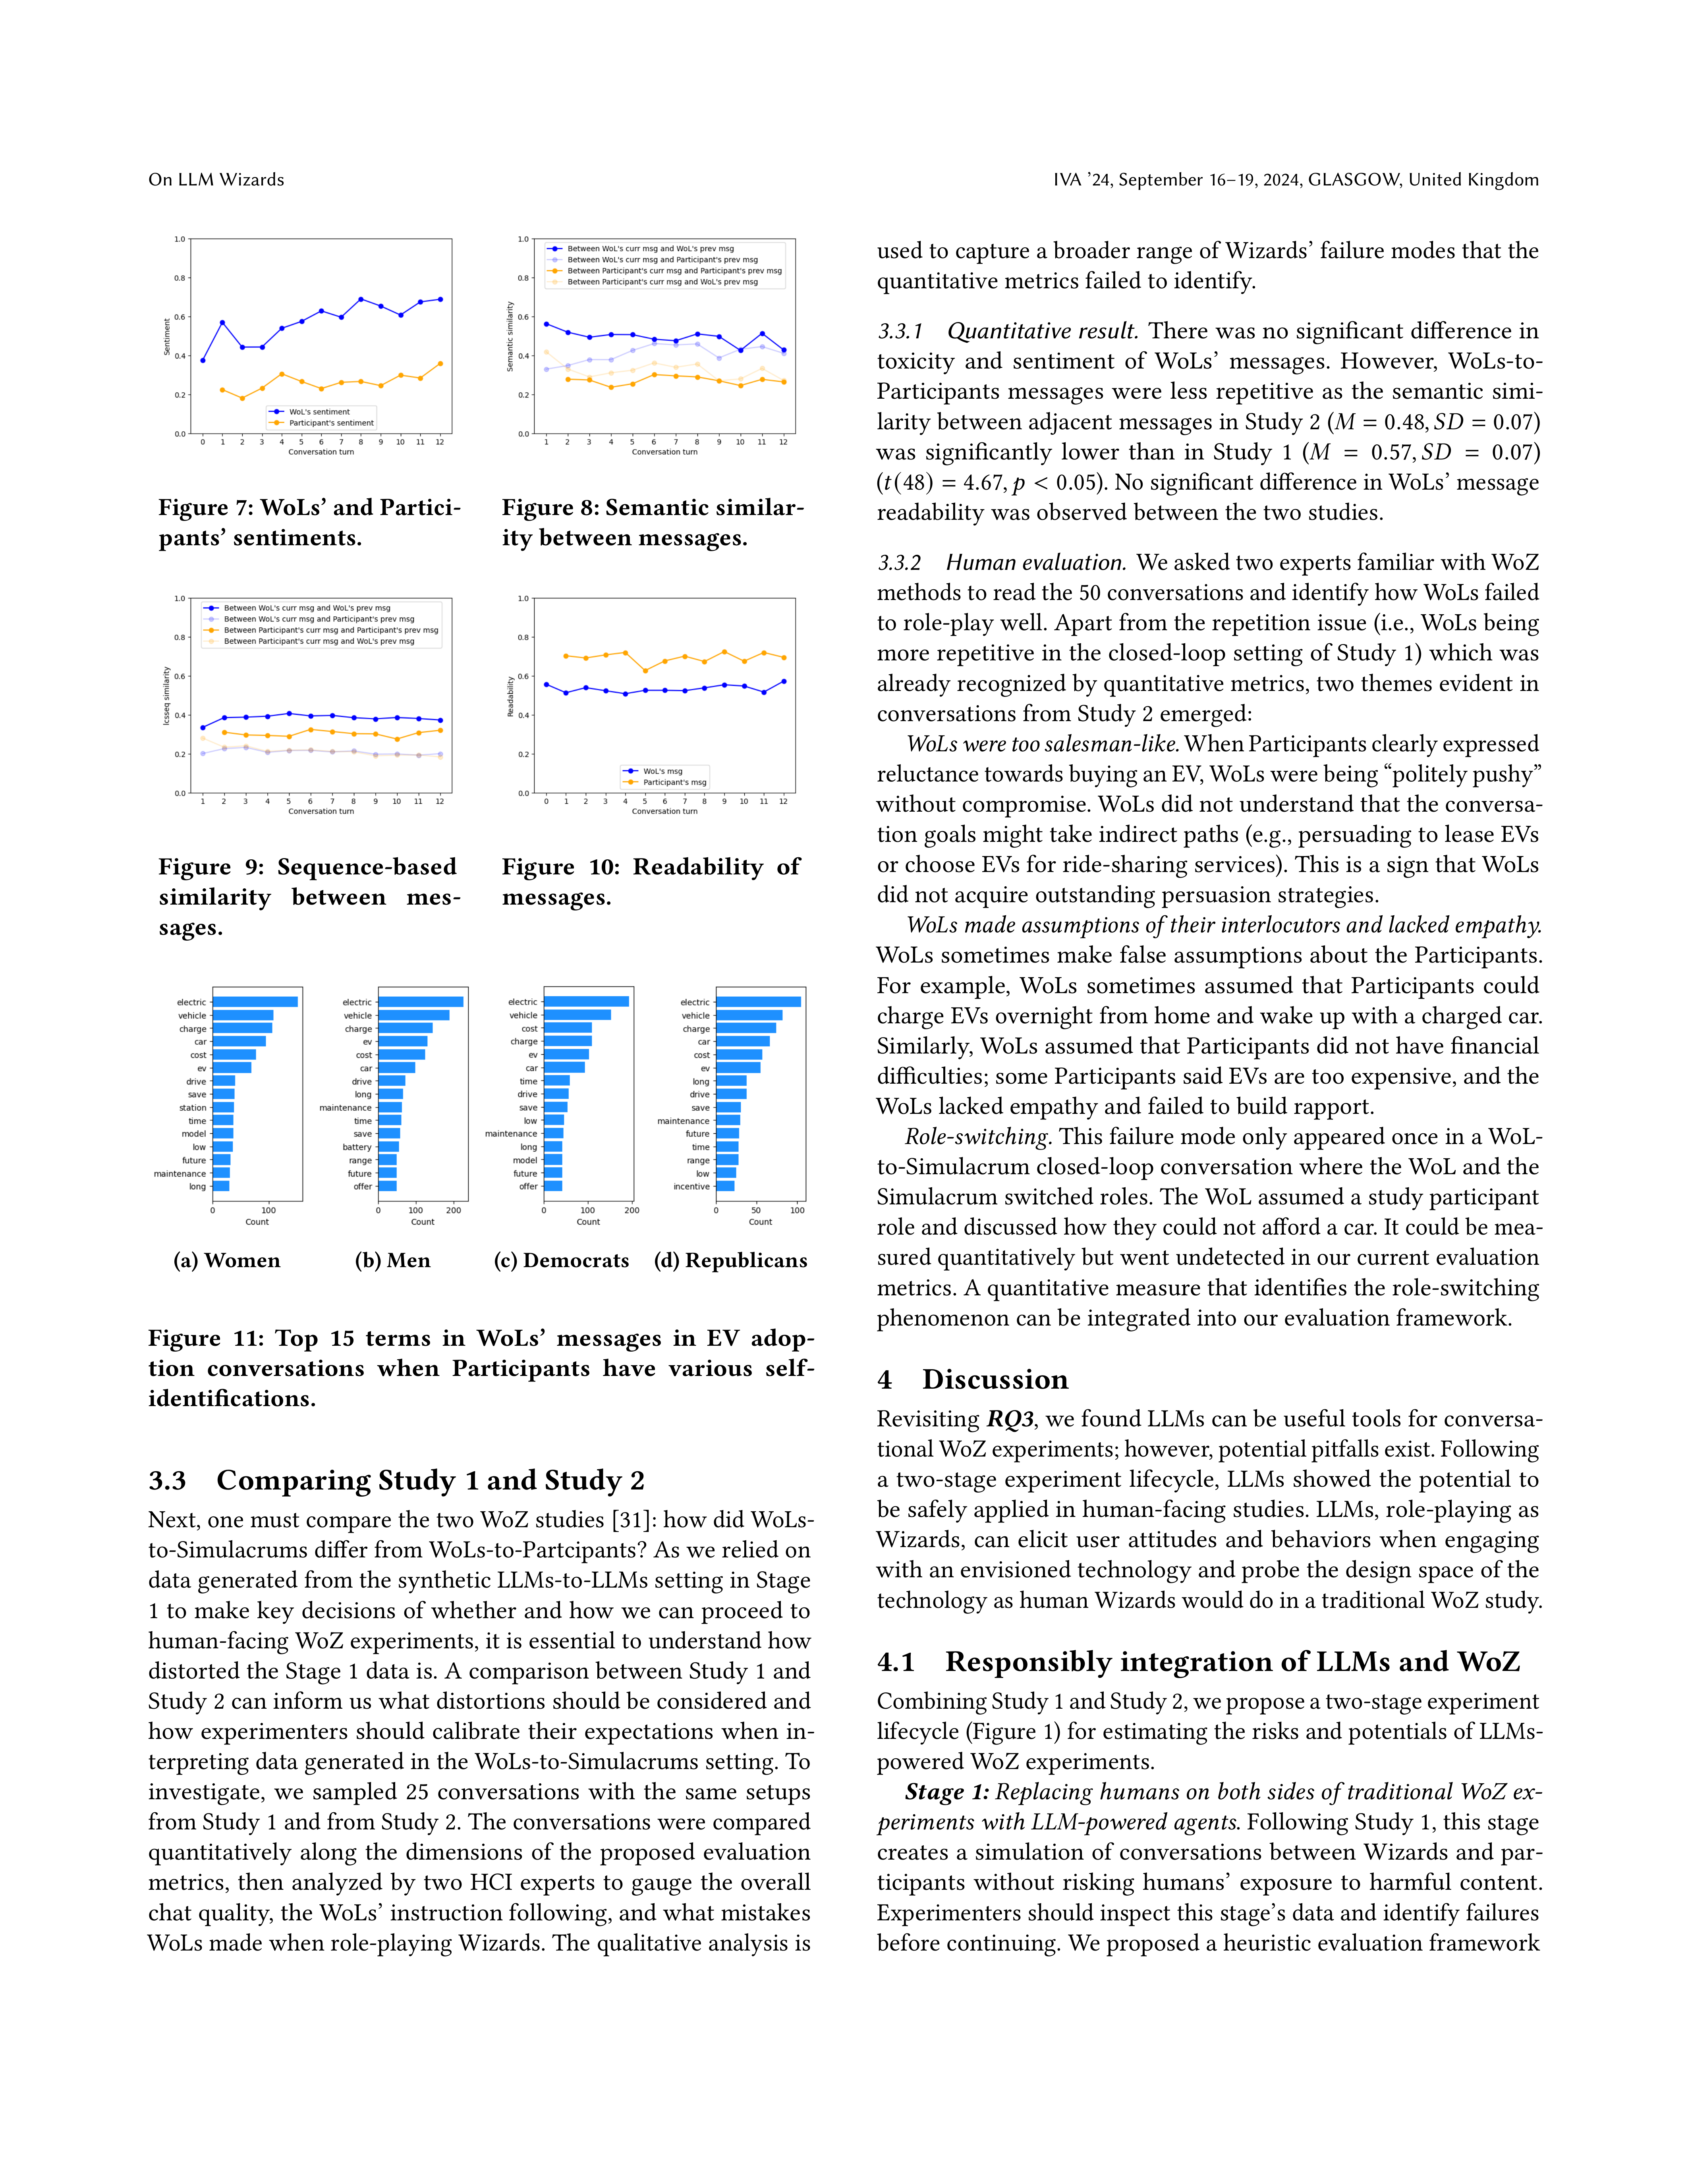 On LLM Wizards
IVA ’24, September 16–19, 2024, GLASGOW, United Kingdom
1.0
0.8
0.6
0.4
0.2
0.0
Sentiment
WoL's sentiment
Participant's sentiment
0 1 2 3 4 5 6 7 8 9 10 11 12
Conversation turn
Figure 7: WoLs’ and Partici-
pants’ sentiments.
1.0
0.8
0.6
0.4
0.2
0.0
Semantic similarity
Between WoL's curr msg and WoL's prev msg
Between WoL's curr msg and Participant's prev msg
Between Participant's curr msg and Participant's prev msg
Between Participant's curr msg and WoL's prev msg
1 2 3 4 5 6 7 8 9 10 11 12
Conversation turn
Figure 8: Semantic similar-
ity between messages.
1.0
0.8
0.6
0.4
0.2
0.0
lcsseq similarity
Between WoL's curr msg and WoL's prev msg
Between WoL's curr msg and Participant's prev msg
Between Participant's curr msg and Participant's prev msg
Between Participant's curr msg and WoL's prev msg
1 2 3 4 5 6 7 8 9 10 11 12
Conversation turn
Figure 9: Sequence-based
similarity between mes-
sages.
1.0
0.8
0.6
0.4
0.2
0.0
Readability
WoL's msg
Participant's msg
0 1 2 3 4 5 6 7 8 9 10 11 12
Conversation turn
Figure 10: Readability of
messages.
electric
vehicle
charge
car
cost
ev
drive
save
station
time
model
low
future
maintenance
long
0 100
Count
(a) Women
electric
vehicle
charge
ev
cost
car
drive
long
maintenance
time
save
battery
range
future
offer
0 100 200
Count
(b) Men
electric
vehicle
cost
charge
ev
car
time
drive
save
low
maintenance
long
model
future
offer
0 100 200
Count
(c) Democrats
electric
vehicle
charge
car
cost
ev
long
drive
save
maintenance
future
time
range
low
incentive
0 50 100
Count
(d) Republicans
Figure 11: Top 15 terms in WoLs’ messages in EV adop-
tion conversations when Participants have various self-
identifications.
3.3 Comparing Study 1 and Study 2
Next, one must compare the two WoZ studies [31]: how did WoLs-
to-Simulacrums differ from WoLs-to-Partcipants? As we relied on
data generated from the synthetic LLMs-to-LLMs setting in Stage
1 to make key decisions of whether and how we can proceed to
human-facing WoZ experiments, it is essential to understand how
distorted the Stage 1 data is. A comparison between Study 1 and
Study 2 can inform us what distortions should be considered and
how experimenters should calibrate their expectations when in-
terpreting data generated in the WoLs-to-Simulacrums setting. To
investigate, we sampled 25 conversations with the same setups
from Study 1 and from Study 2. The conversations were compared
quantitatively along the dimensions of the proposed evaluation
metrics, then analyzed by two HCI experts to gauge the overall
chat quality, the WoLs’ instruction following, and what mistakes
WoLs made when role-playing Wizards. The qualitative analysis is
used to capture a broader range of Wizards’ failure modes that the
quantitative metrics failed to identify.
3.3.1 Quantitative result. There was no significant difference in
toxicity and sentiment of WoLs’ messages. However, WoLs-to-
Participants messages were less repetitive as the semantic simi-
larity between adjacent messages in Study 2 (M = 0.48, SD = 0.07)
was significantly lower than in Study 1 (M = 0.57, SD = 0.07)
(t(48) = 4.67, p < 0.05). No significant difference in WoLs’ message
readability was observed between the two studies.
3.3.2 Human evaluation. We asked two experts familiar with WoZ
methods to read the 50 conversations and identify how WoLs failed
to role-play well. Apart from the repetition issue (i.e., WoLs being
more repetitive in the closed-loop setting of Study 1) which was
already recognized by quantitative metrics, two themes evident in
conversations from Study 2 emerged:
WoLs were too salesman-like. When Participants clearly expressed
reluctance towards buying an EV, WoLs were being “politely pushy”
without compromise. WoLs did not understand that the conversa-
tion goals might take indirect paths (e.g., persuading to lease EVs
or choose EVs for ride-sharing services). This is a sign that WoLs
did not acquire outstanding persuasion strategies.
WoLs made assumptions of their interlocutors and lacked empathy.
WoLs sometimes make false assumptions about the Participants.
For example, WoLs sometimes assumed that Participants could
charge EVs overnight from home and wake up with a charged car.
Similarly, WoLs assumed that Participants did not have financial
difficulties; some Participants said EVs are too expensive, and the
WoLs lacked empathy and failed to build rapport.
Role-switching. This failure mode only appeared once in a WoL-
to-Simulacrum closed-loop conversation where the WoL and the
Simulacrum switched roles. The WoL assumed a study participant
role and discussed how they could not afford a car. It could be mea-
sured quantitatively but went undetected in our current evaluation
metrics. A quantitative measure that identifies the role-switching
phenomenon can be integrated into our evaluation framework.
4 Discussion
Revisiting RQ3, we found LLMs can be useful tools for conversa-
tional WoZ experiments; however, potential pitfalls exist. Following
a two-stage experiment lifecycle, LLMs showed the potential to
be safely applied in human-facing studies. LLMs, role-playing as
Wizards, can elicit user attitudes and behaviors when engaging
with an envisioned technology and probe the design space of the
technology as human Wizards would do in a traditional WoZ study.
4.1 Responsibly integration of LLMs and WoZ
Combining Study 1 and Study 2, we propose a two-stage experiment
lifecycle (Figure 1) for estimating the risks and potentials of LLMs-
powered WoZ experiments.
Stage 1: Replacing humans on both sides of traditional WoZ ex-
periments with LLM-powered agents. Following Study 1, this stage
creates a simulation of conversations between Wizards and par-
ticipants without risking humans’ exposure to harmful content.
Experimenters should inspect this stage’s data and identify failures
before continuing. We proposed a heuristic evaluation framework